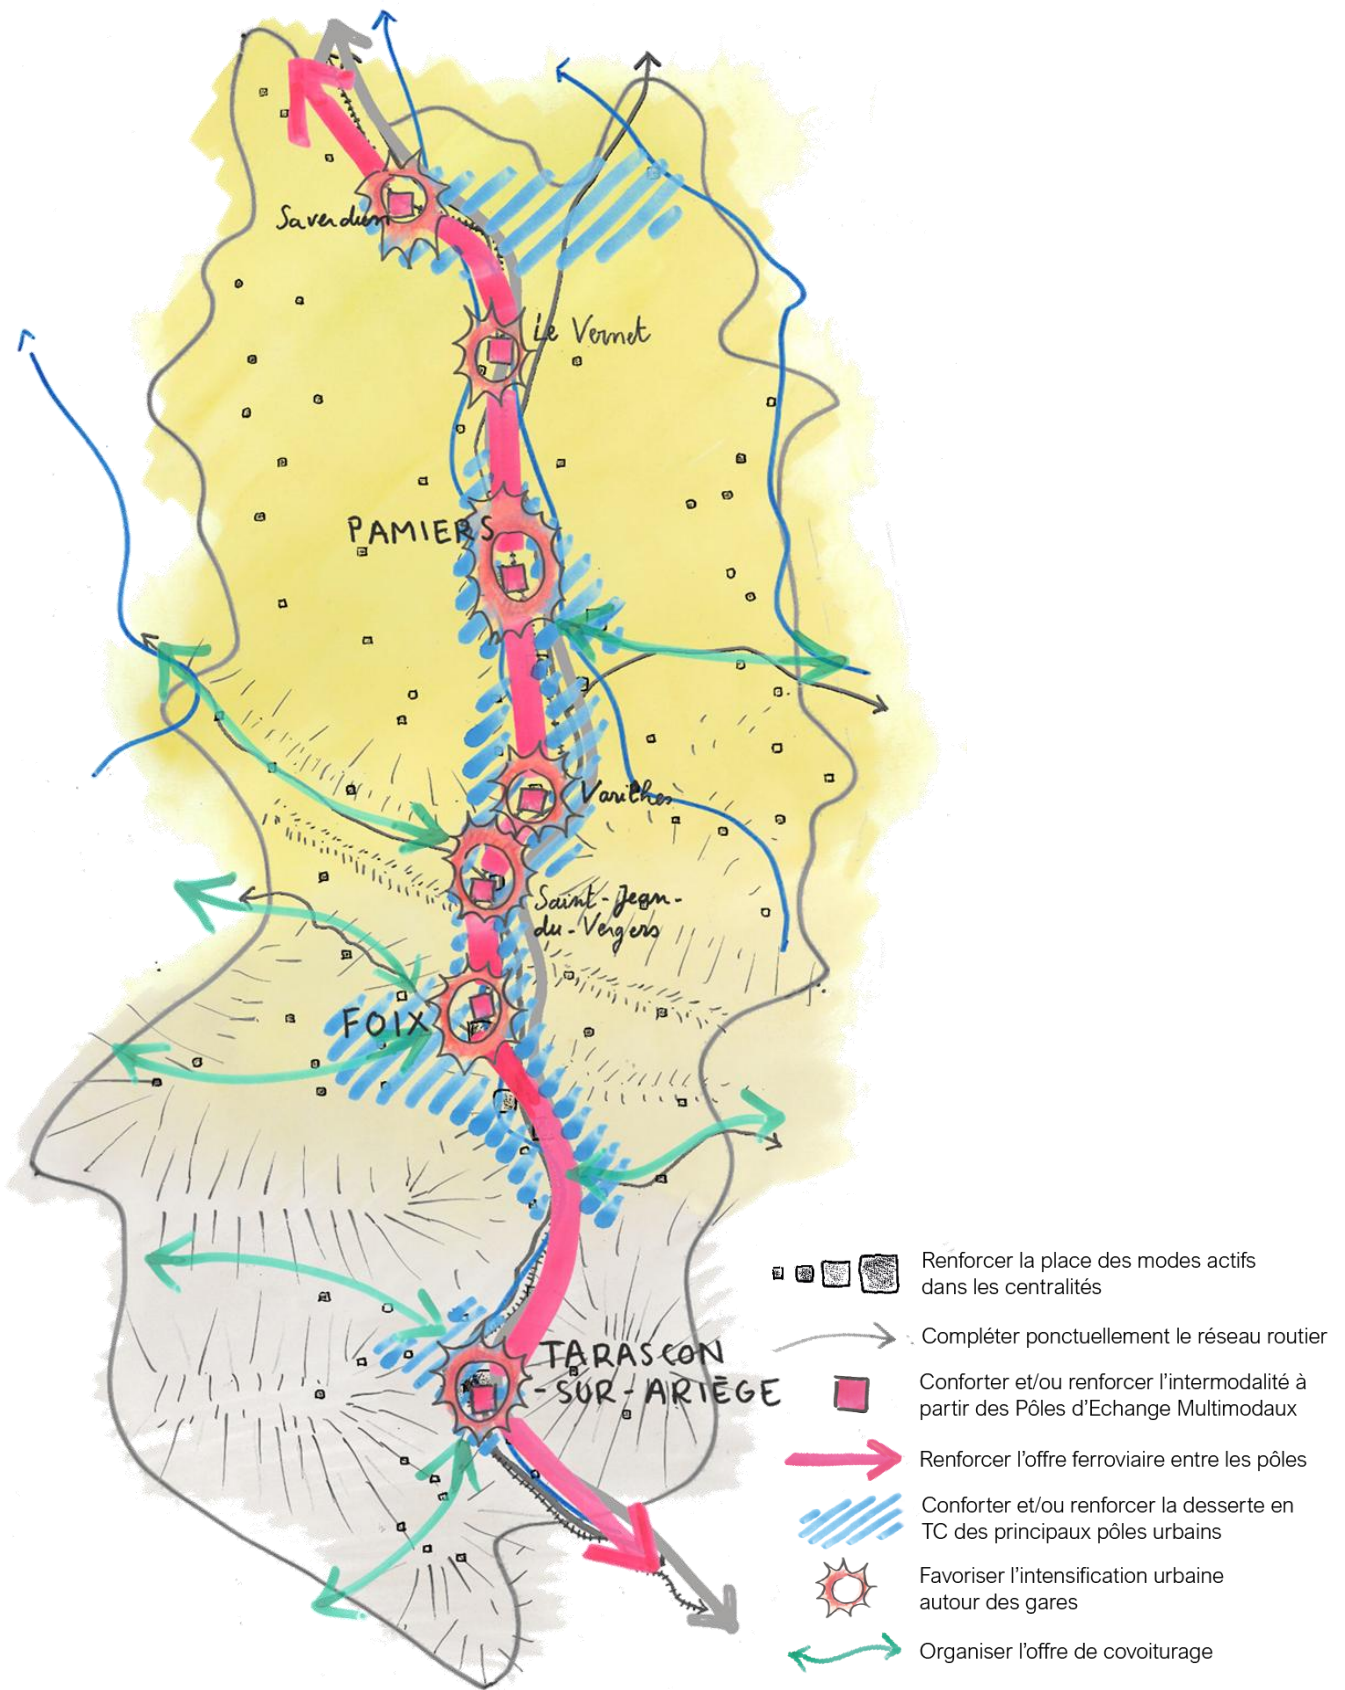 Saverdun
Le Vernet
PAMIERS
Varilhes
Saint-Jean-
du-Vergers
FOIX
TARASCON
-SUR-ARIÈGE
Renforcer la place des modes actifs
dans les centralités
Compléter ponctuellement le réseau routier
Conforter et/ou renforcer l'intermodalité à
partir des Pôles d'Echange Multimodaux
Renforcer l'offre ferroviaire entre les pôles
Conforter et/ou renforcer la desserte en
TC des principaux pôles urbains
Favoriser l'intensification urbaine
autour des gares
Organiser l'offre de covoiturage